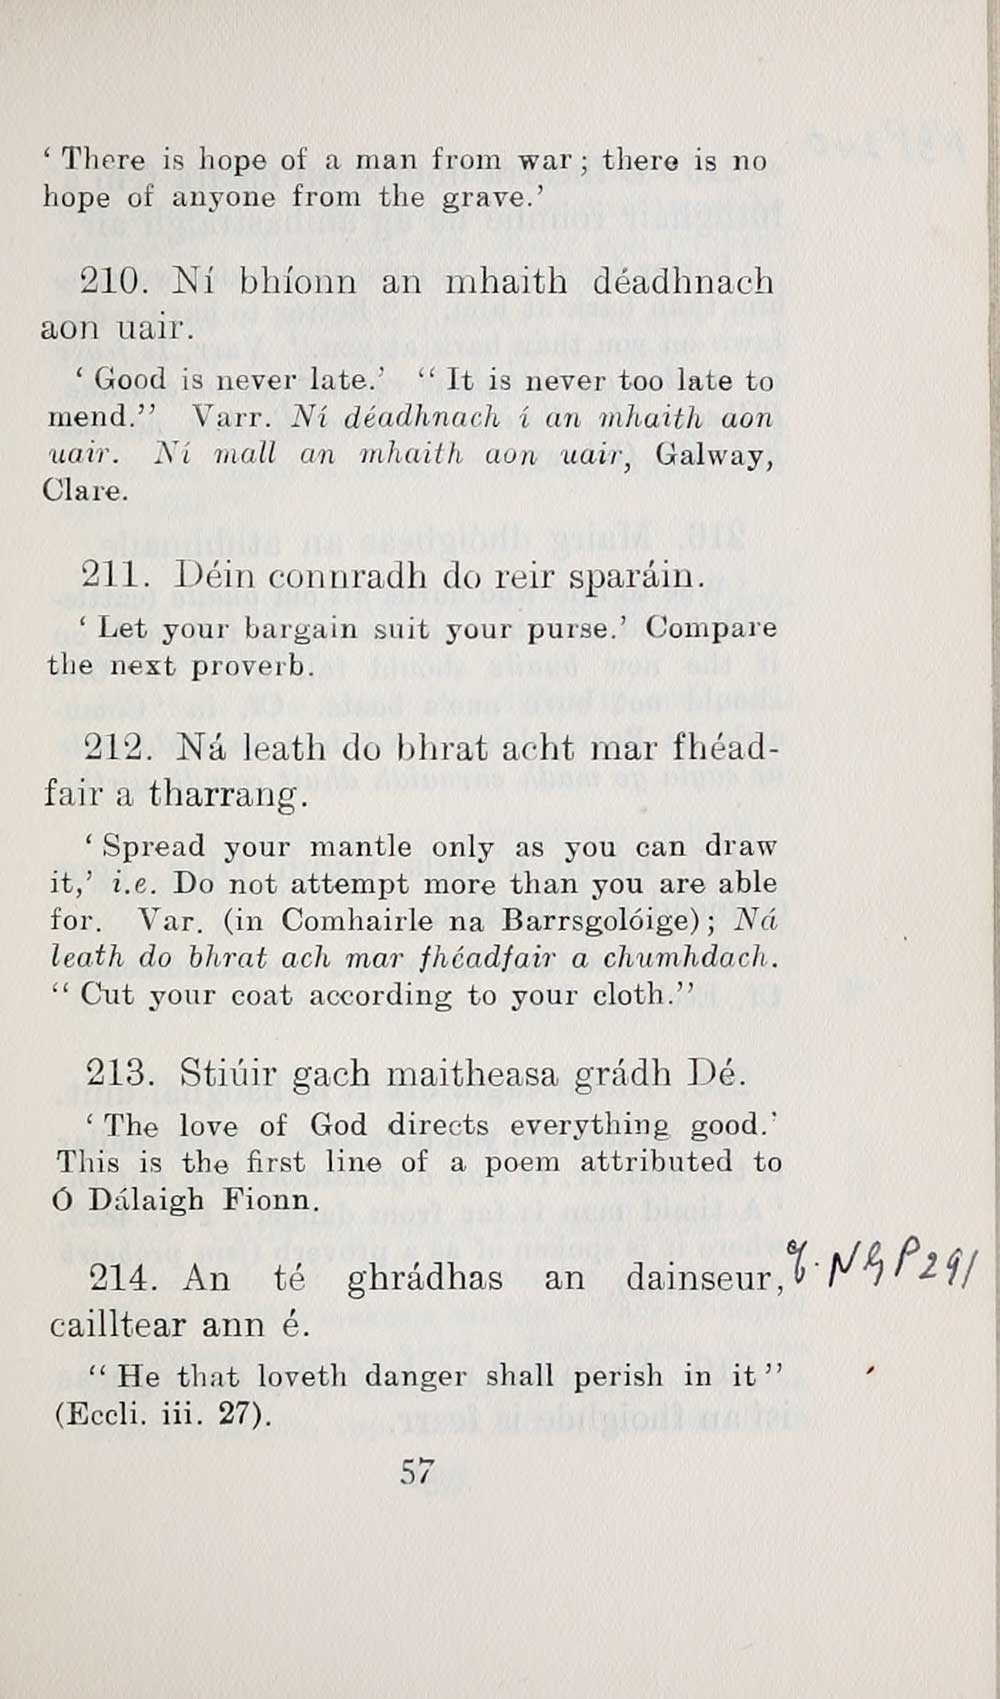 ‘ There is hope of a man from war ; there is no
hope of anyone from the grave.’
210. Ní bhíonn an mhaith déadhnach
aon uair.
‘ Good is never late.’ “ It is never too late to
mend.” Varr. Ní déadhnach í an mhaith aon
uair. Ní mall an mhaith aon uair, Galway,
Clare.
211. Déin connradh do reir sparáin.
‘ Let your bargain suit your purse.’ Compare
the next proverb.
212. Ná leath do bhrat acht mar fhéad-
fair a tharrang.
‘ Spread your mantle only as you can draw
it,’ i.e. Do not attempt more than you are able
for. Var. (in Comhairle na Barrsgolóige) ; Ná
leath do bhrat ach mar fhéadfair a chumhdach.
“ Cut your coat according to your cloth.”
213. Stiúir gach maitheasa grádh Dé.
‘ The love of God directs everything good.’
This is the first line of a poem attributed to
Ó Dálaigh Fionn.
214. An té ghrádhas an dainseur, cf. NGP291
cailltear ann é.
“ He that loveth danger shall perish in it ”
(Eccli. iii. 27).
57